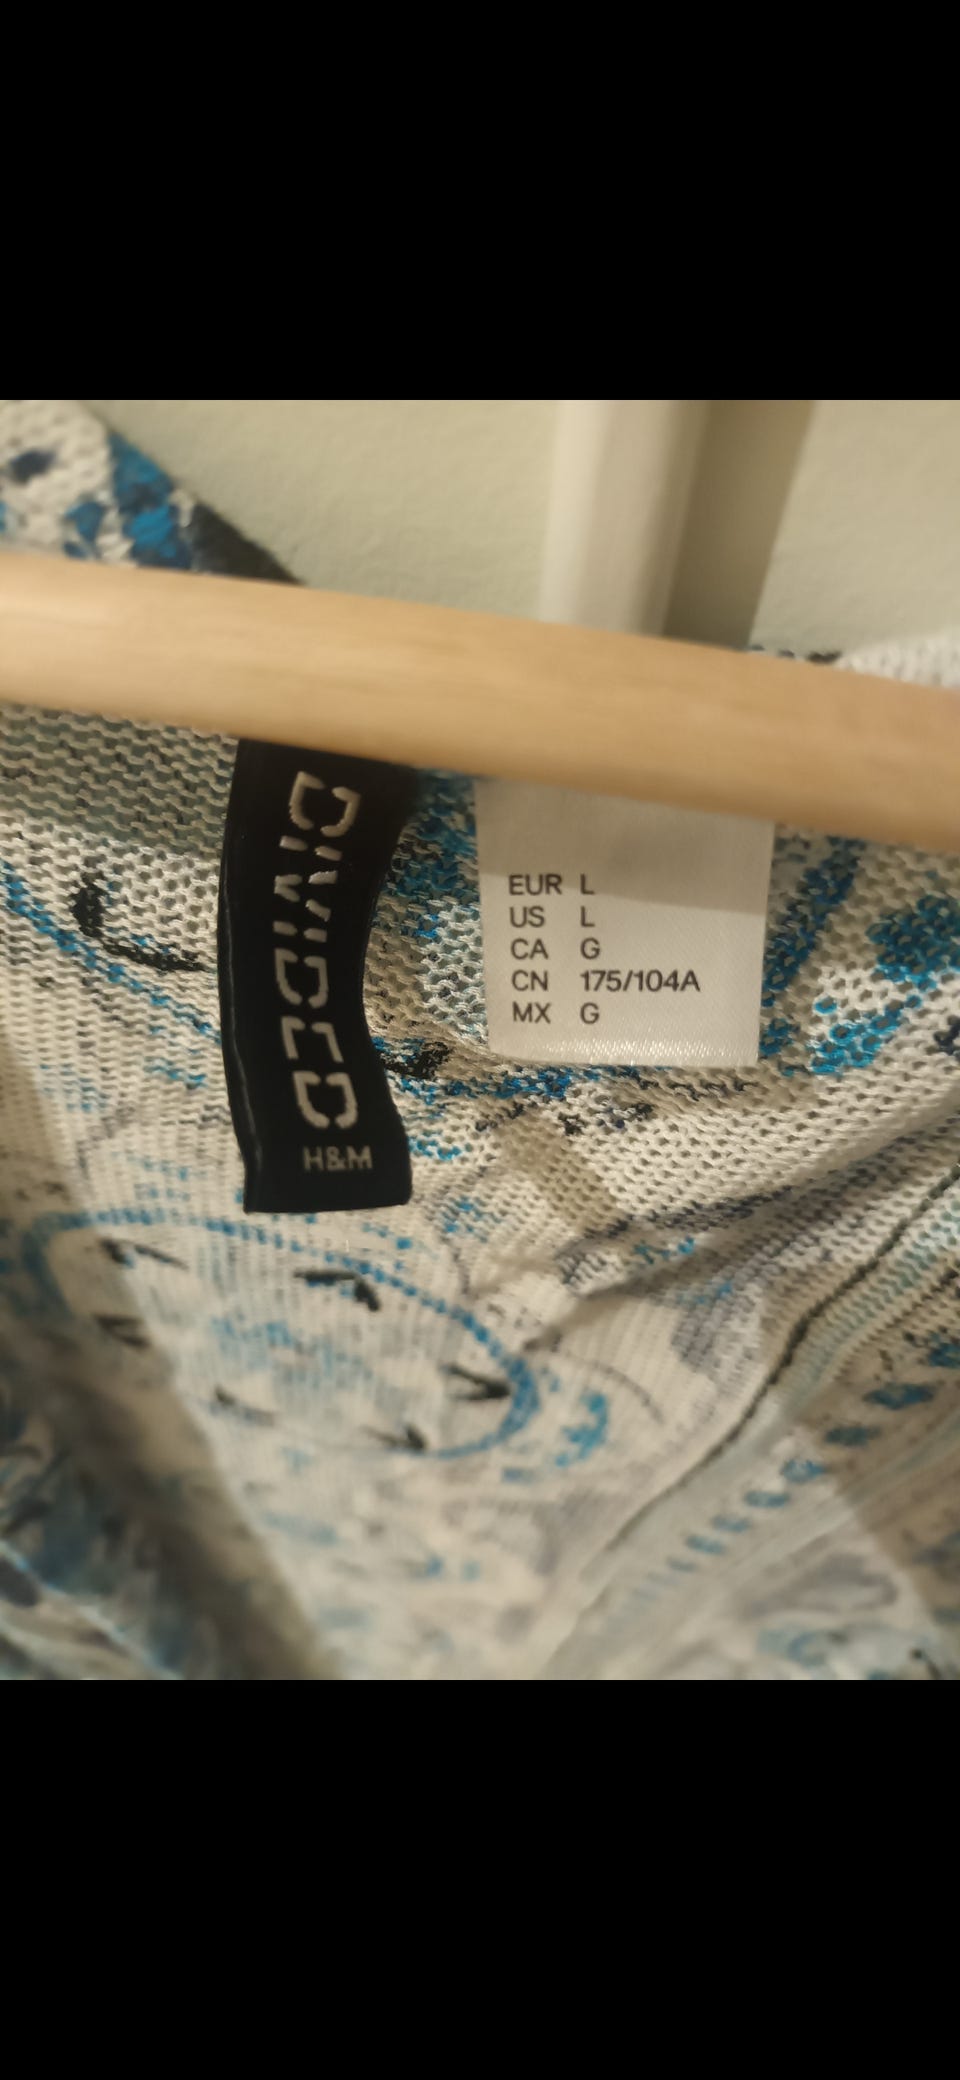 DIVIDED
H&M
EUR L
US L
CA G
CN 175/104A
MX G